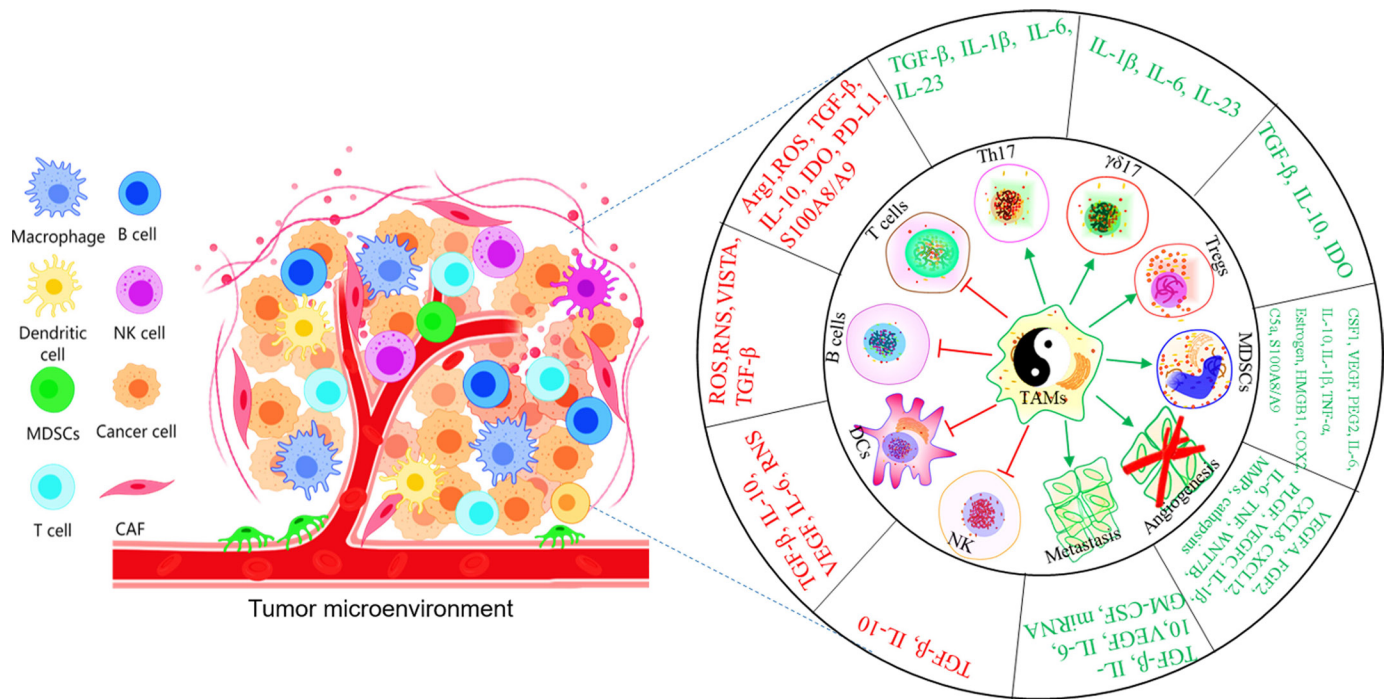 Macrophage
B cell
Dendritic
cell
NK cell
MDSCs
Cancer cell
T cell
CAF
Tumor microenvironment
TGF-β, IL-1β, IL-6,
IL-23
IL-1β, IL-6, IL-23
TGF-β, IL-10, IDO
CSF1, VEGF, PEG2, IL-6,
IL-10, IL-1β, TNF-α,
Estrogen, HMGB1, COX2,
C5a, S100A8/A9
VEGFA, FGF2,
CXCL8, CXCL12,
PLGF, VEGFC, IL-1β,
IL-6, TNF, WNT7B,
MMPs, cathepsins
TGF-β, IL-
10,VEGF, IL-6,
GM-CSF, miRNA
TGF-β, IL-10
TGF-β, IL-10,
VEGF, IL-6, RNS
ROS,RNS,VISTA,
TGF-β
Arg1.ROS, TGF-β,
IL-10, IDO, PD-L1,
S100A8/A9
Th17
γδ17
Tregs
MDSCs
Angiogenesis
Metastasis
NK
DCs
B cells
T cells
TAMs